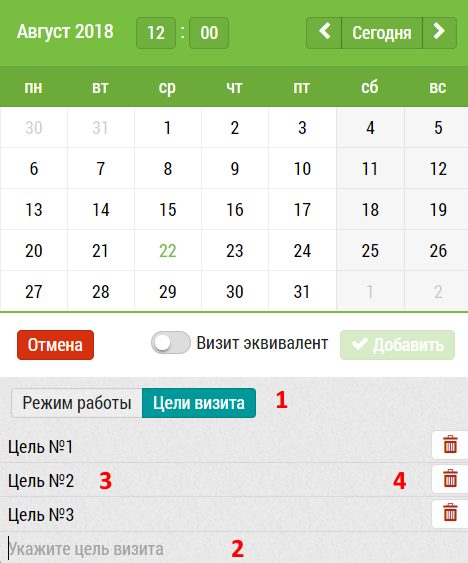 Август 2018 12 : 00 Сегодня
пн вт ср чт пт сб вс
30 31 1 2 3 4 5
6 7 8 9 10 11 12
13 14 15 16 17 18 19
20 21 22 23 24 25 26
27 28 29 30 31 1 2
Отмена Визит эквивалент Добавить
Режим работы Цели визита 1
Цель №1
Цель №2 3 4
Цель №3
Укажите цель визита 2